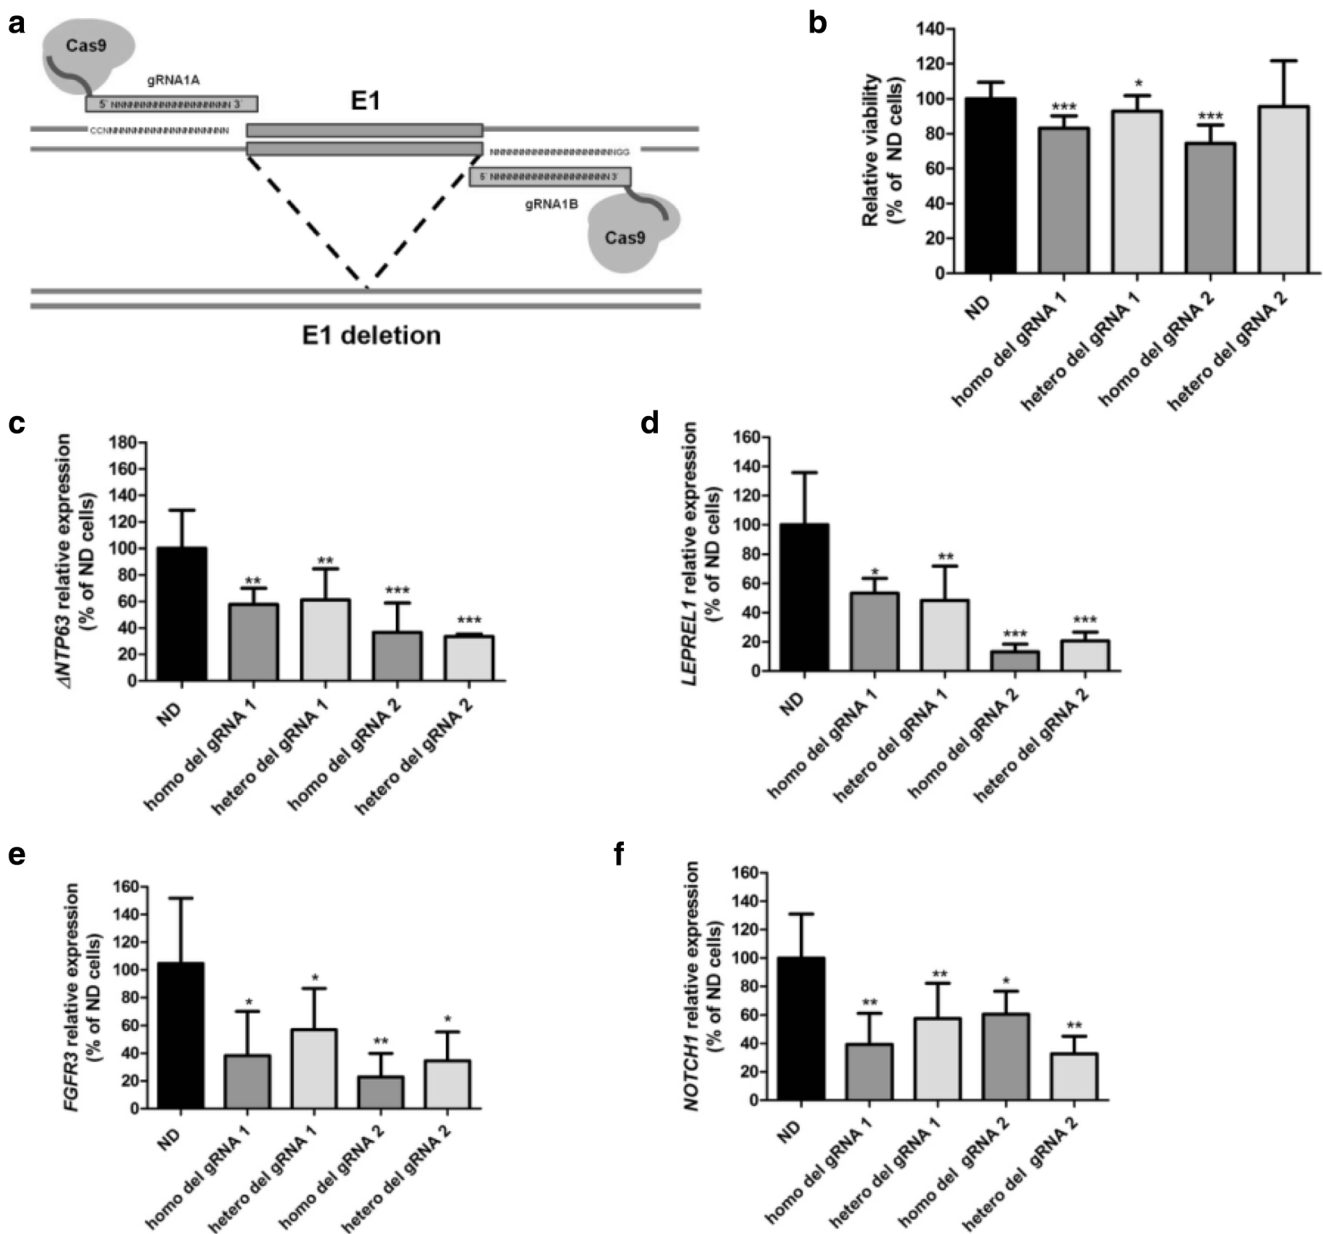 a
Cas9
gRNA1A
5´ NNNNNNNNNNNNNNNNNNNN 3´
E1
CCNNNNNNNNNNNNNNNNNNNNN
NNNNNNNNNNNNNNNNNNNNNGG
5´ NNNNNNNNNNNNNNNNNNNN 3´
gRNA1B
Cas9
E1 deletion
b
Relative viability
(% of ND cells)
140
120
100
80
60
40
20
0
***
*
***
ND
homo del gRNA 1
hetero del gRNA 1
homo del gRNA 2
hetero del gRNA 2
c
ΔNTP63 relative expression
(% of ND cells)
180
160
140
120
100
80
60
40
20
0
**
**
***
***
ND
homo del gRNA 1
hetero del gRNA 1
homo del gRNA 2
hetero del gRNA 2
d
LEPREL1 relative expression
(% of ND cells)
160
140
120
100
80
60
40
20
0
*
**
***
***
ND
homo del gRNA 1
hetero del gRNA 1
homo del gRNA 2
hetero del gRNA 2
e
FGFR3 relative expression
(% of ND cells)
160
140
120
100
80
60
40
20
0
*
*
**
*
ND
homo del gRNA 1
hetero del gRNA 1
homo del gRNA 2
hetero del gRNA 2
f
NOTCH1 relative expression
(% of ND cells)
160
140
120
100
80
60
40
20
0
**
**
*
**
ND
homo del gRNA 1
hetero del gRNA 1
homo del gRNA 2
hetero del gRNA 2